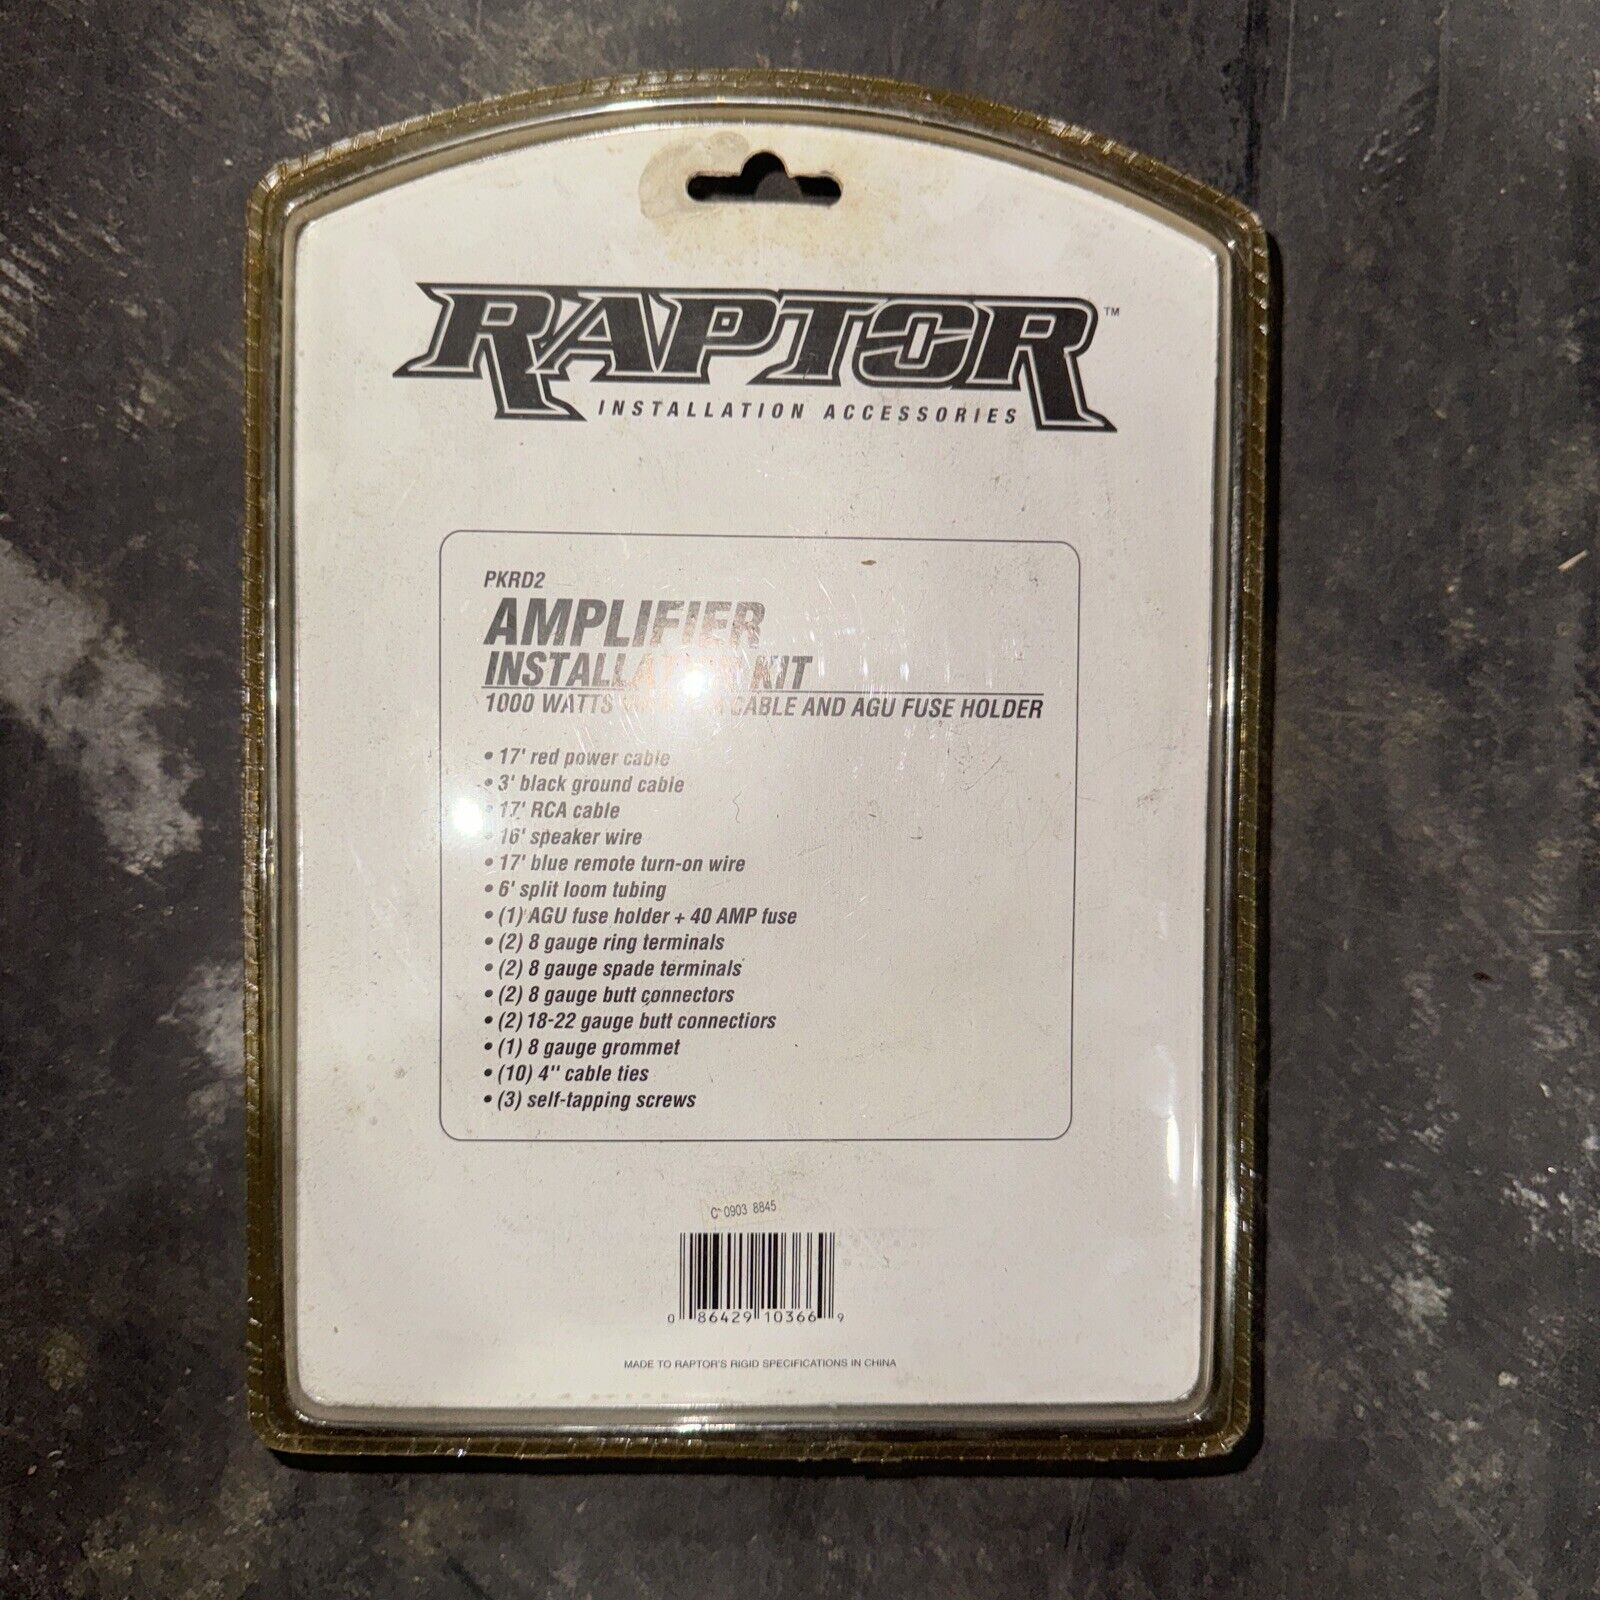 RAPTOR™
INSTALLATION ACCESSORIES
PKRD2
AMPLIFIER
INSTALLATION KIT
1000 WATTS CABLE AND AGU FUSE HOLDER
• 17' red power cable
• 3' black ground cable
• 17' RCA cable
• 16' speaker wire
• 17' blue remote turn-on wire
• 6' split loom tubing
• (1) AGU fuse holder + 40 AMP fuse
• (2) 8 gauge ring terminals
• (2) 8 gauge spade terminals
• (2) 8 gauge butt connectors
• (2) 18-22 gauge butt connectiors
• (1) 8 gauge grommet
• (10) 4" cable ties
• (3) self-tapping screws
C 0903 8845
0 86429 10366 9
MADE TO RAPTOR'S RIGID SPECIFICATIONS IN CHINA